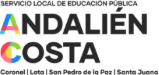 SERVICIO LOCAL DE EDUCACIÓN PÚBLICA
ANDALIÉN
COSTA
Coronel | Lota | San Pedro de la Paz | Santa Juana